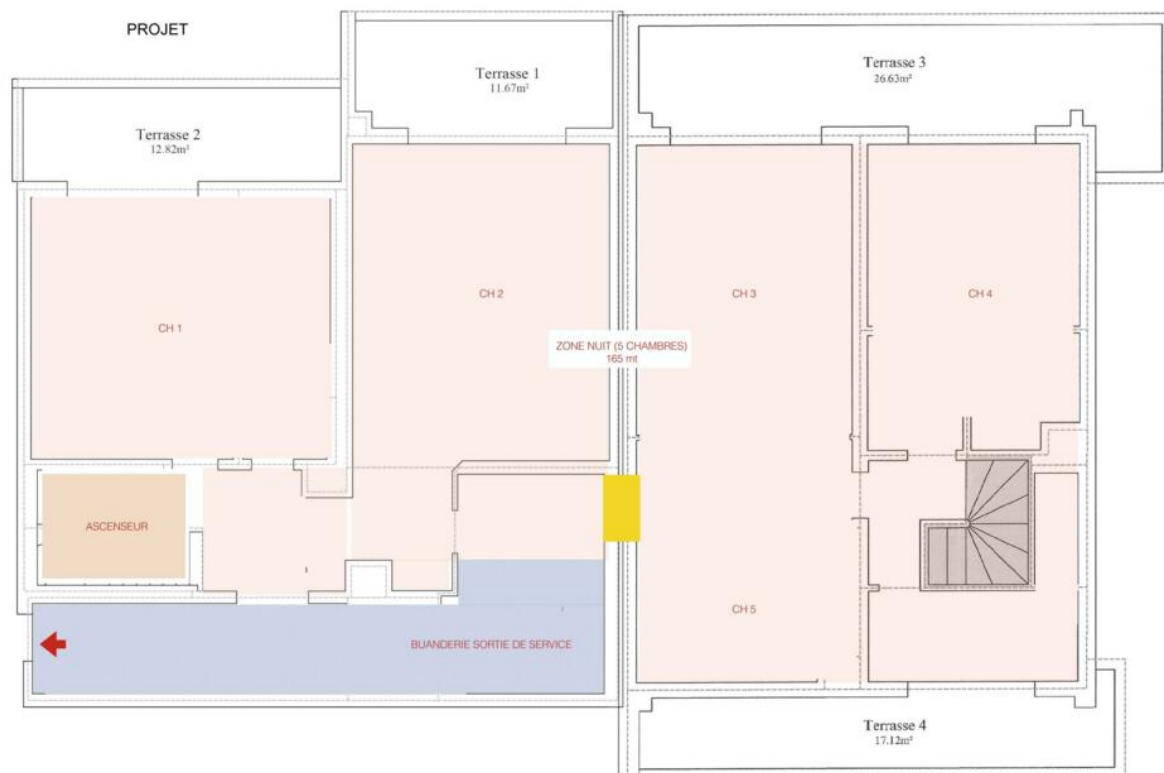 PROJET
Terrasse 1
11.67m²
Terrasse 3
26.63m²
Terrasse 2
12.82m²
CH 1
CH 2
CH 3
CH 4
ZONE NUIT (5 CHAMBRES)
165 mt
ASCENSEUR
CH 5
BUANDERIE SORTIE DE SERVICE
Terrasse 4
17.12m²